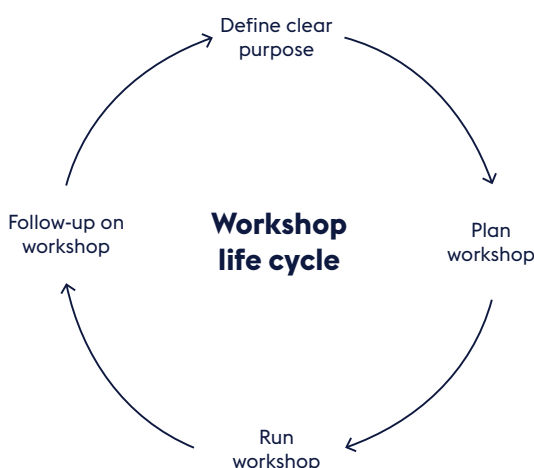 Define clear
purpose
Plan
workshop
Run
workshop
Follow-up on
workshop
Workshop
life cycle